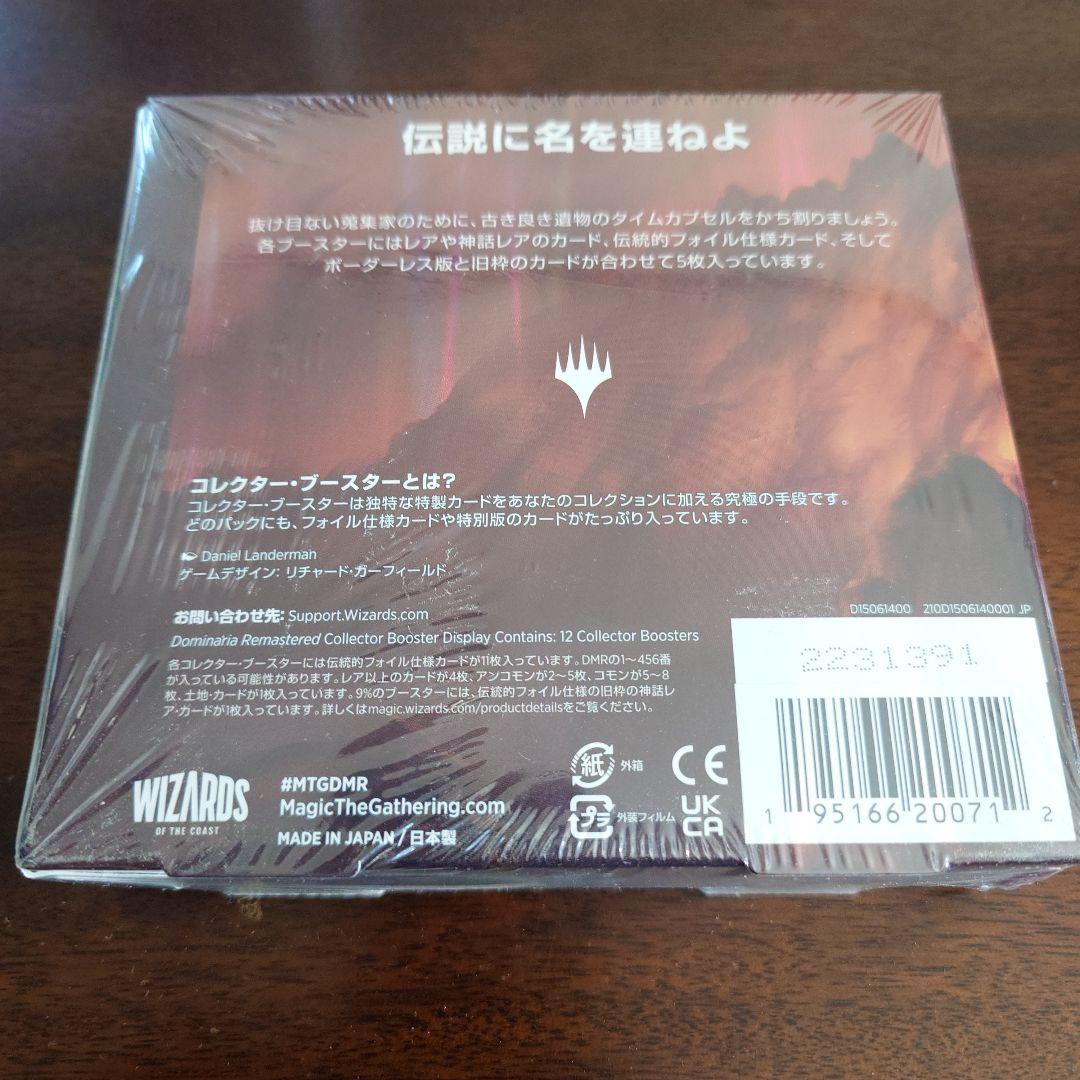 伝説に名を連ねよ
抜け目ない蒐集家のために、古き良き遺物のタイムカプセルをかち割りましょう。
各ブースターにはレアや神話レアのカード、伝統的フォイル仕様カード、そして
ボーダーレス版と旧枠のカードが合わせて5枚入っています。
コレクター・ブースターとは?
コレクター・ブースターは独特な特製カードをあなたのコレクションに加える究極の手段です。
どのパックにも、フォイル仕様カードや特別版のカードがたっぷり入っています。
Daniel Landerman
ゲームデザイン: リチャード・ガーフィールド
お問い合わせ先: Support.Wizards.com
Dominaria Remastered Collector Booster Display Contains: 12 Collector Boosters
各コレクター・ブースターには伝統的フォイル仕様カードが11枚入っています。DMRの1〜456番
が入っている可能性があります。レア以上のカードが4枚、アンコモンが2〜5枚、コモンが5〜8
枚、土地・カードが1枚入っています。9%のブースターには、伝統的フォイル仕様の旧枠の神話レ
ア・カードが1枚入っています。詳しくはmagic.wizards.com/productdetailsをご覧ください。
D15061400 210D1506140001 JP
2231391
1 95166 20071 2
WIZARDS
OF THE COAST
#MTGDMR
MagicTheGathering.com
MADE IN JAPAN / 日本製
紙 外箱
プラ 外装フィルム
CE
UK
CA